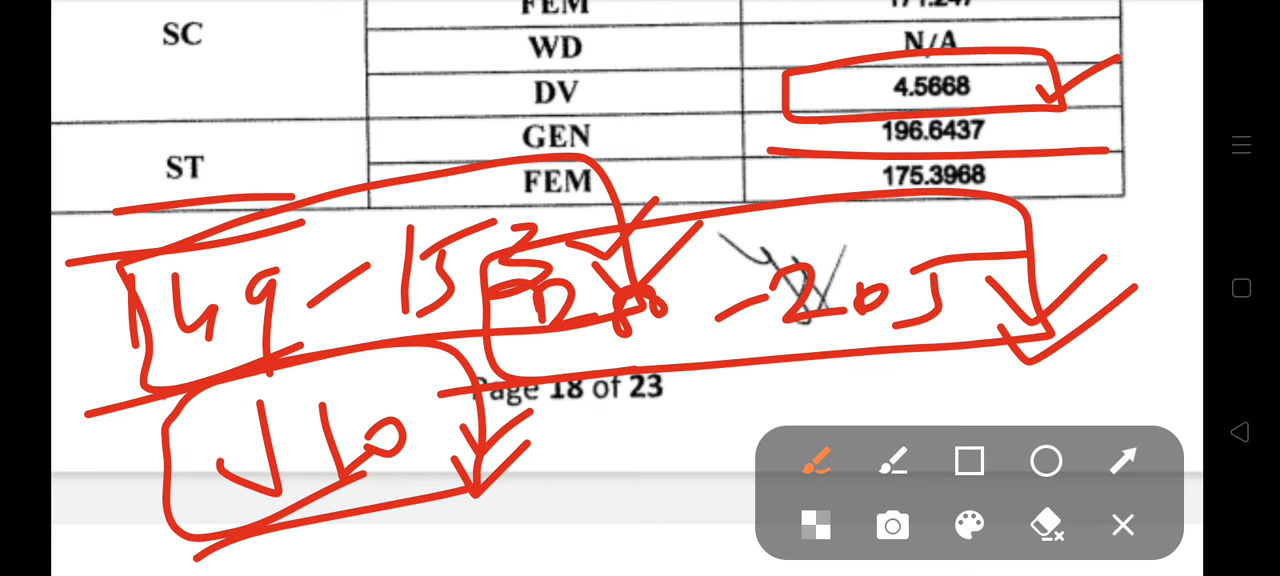 FEM
SC WD N/A
DV 4.5668
GEN 196.6437
ST
FEM 175.3968
149 - 153
- 205
Page 18 of 23